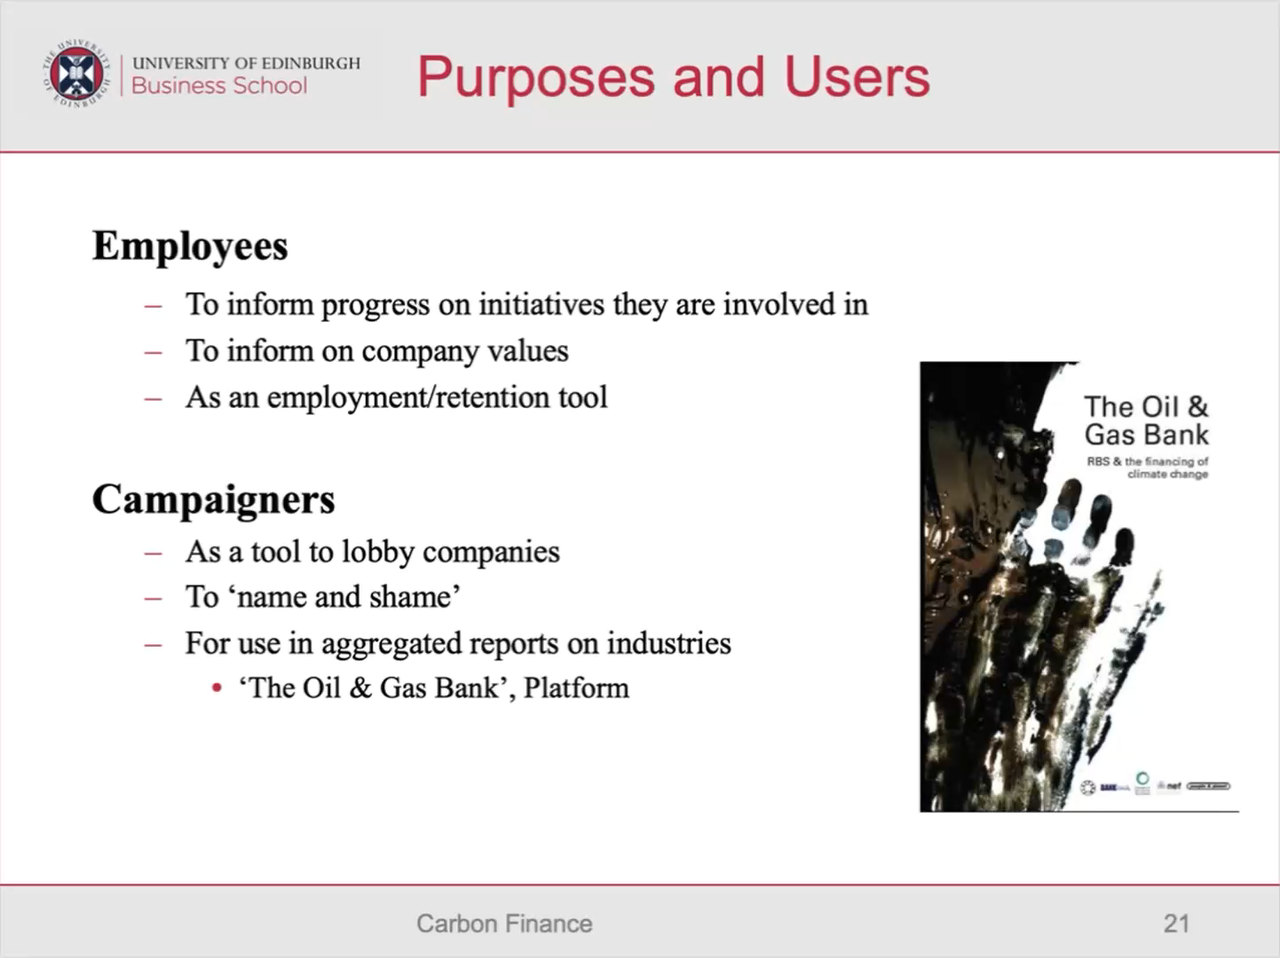 THE UNIVERSITY OF EDINBURGH
UNIVERSITY OF EDINBURGH
Business School
Purposes and Users
Employees
– To inform progress on initiatives they are involved in
– To inform on company values
– As an employment/retention tool
Campaigners
– As a tool to lobby companies
– To ‘name and shame’
– For use in aggregated reports on industries
• ‘The Oil & Gas Bank’, Platform
The Oil &
Gas Bank
RBS & the financing of
climate change
nef
Carbon Finance
21